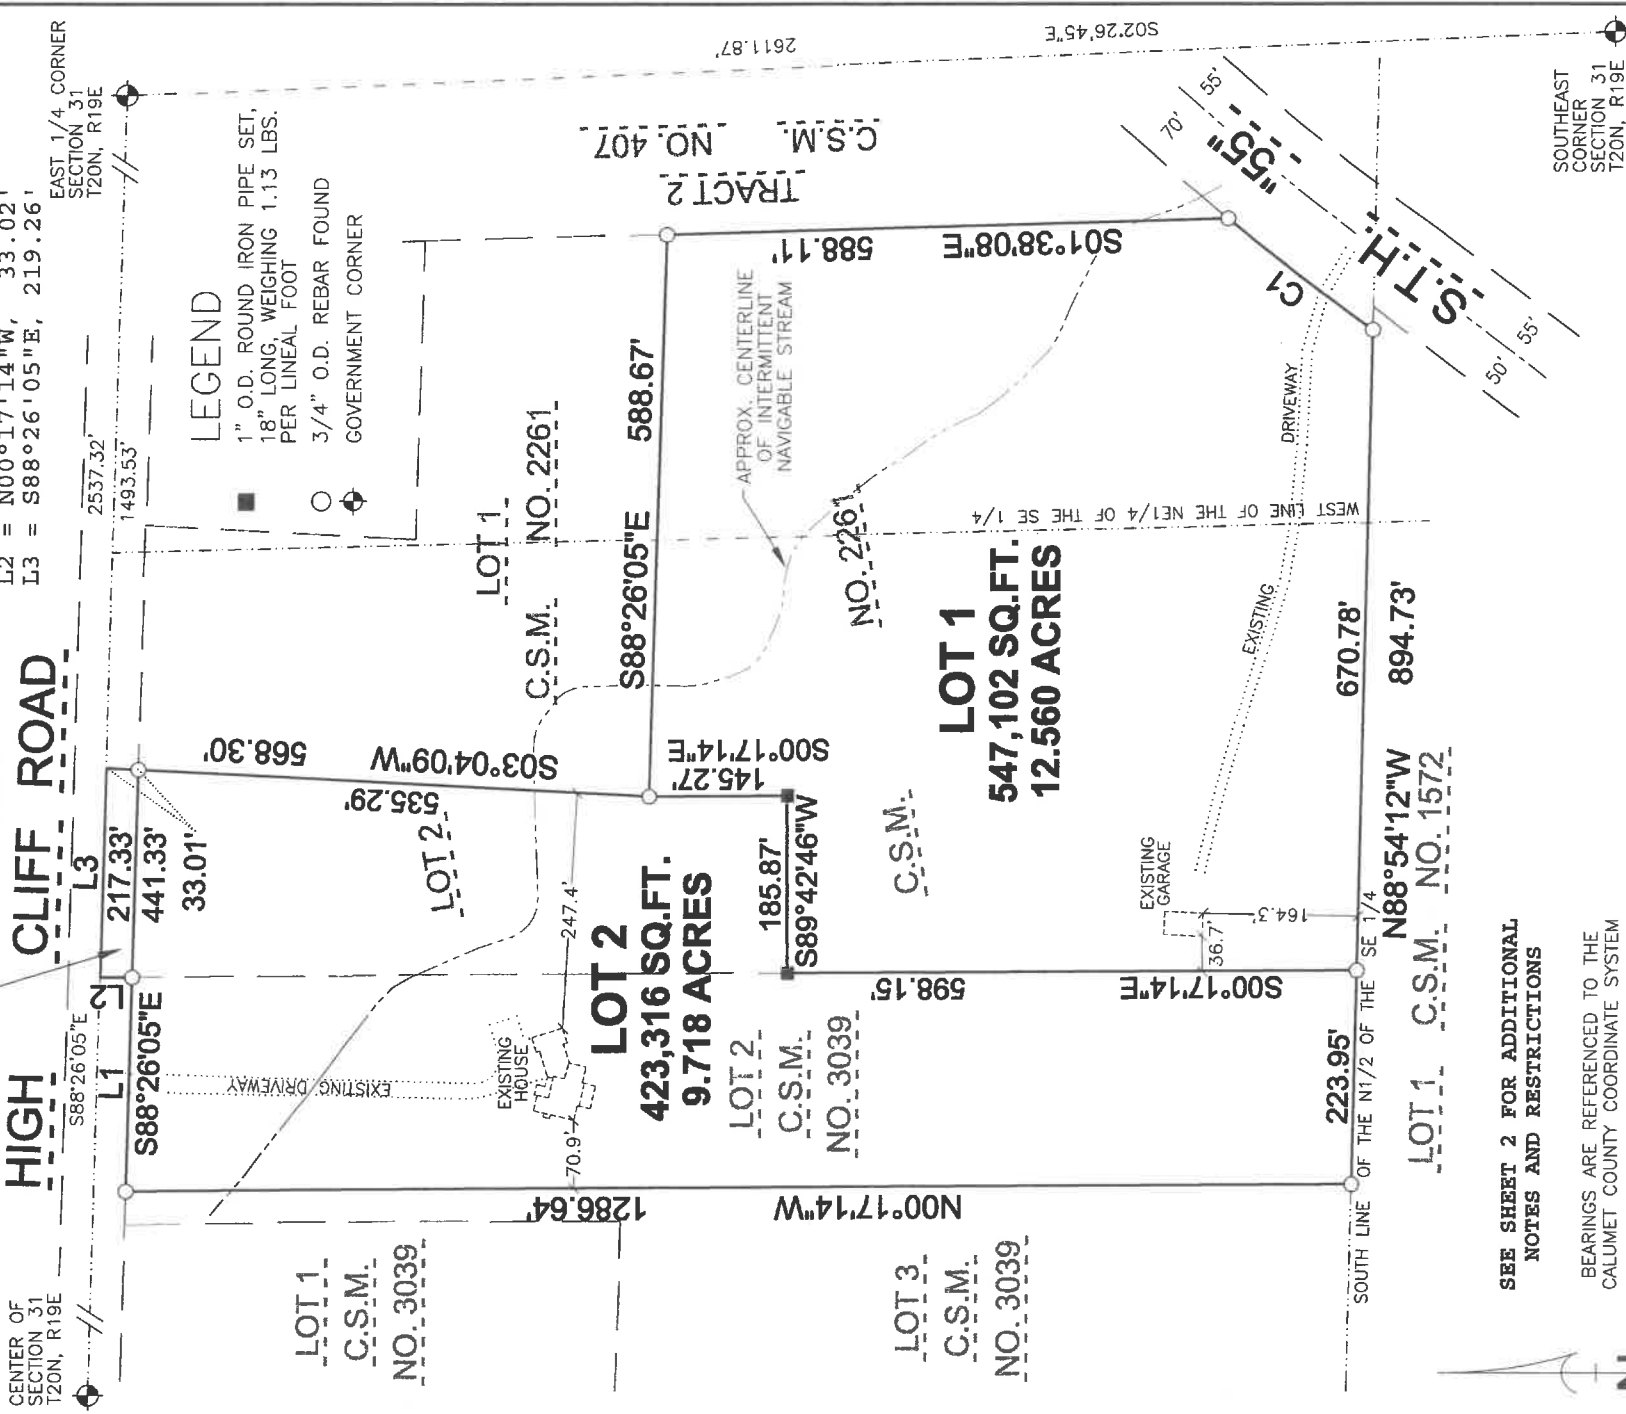 L2 = N00°17'14"W, 33.02'
L3 = S88°26'05"E, 219.26'
EAST 1/4 CORNER
SECTION 31
T20N, R19E
CENTER OF
SECTION 31
T20N, R19E
HIGH CLIFF ROAD
2537.32'
1493.53'
S88°26'05"E
L1
L2
L3
S88°26'05"E
217.33'
441.33'
33.01'
LEGEND
1" O.D. ROUND IRON PIPE SET,
18" LONG, WEIGHING 1.13 LBS.
PER LINEAL FOOT
3/4" O.D. REBAR FOUND
GOVERNMENT CORNER
2611.87'
S02°26'45"E
TRACT 2
C.S.M. NO. 407
LOT 1
C.S.M. NO. 2261
568.30'
S03°04'09"W
535.29'
LOT 2
S88°26'05"E 588.67'
588.11'
S01°38'08"E
APPROX. CENTERLINE
OF INTERMITTENT
NAVIGABLE STREAM
EXISTING DRIVEWAY
EXISTING
HOUSE
247.4'
70.9'
LOT 2
423,316 SQ.FT.
9.718 ACRES
145.27'
S00°17'14"E
185.87'
S89°42'46"W
C.S.M. NO. 2261
LOT 1
547,102 SQ.FT.
12.560 ACRES
WEST LINE OF THE NE1/4 OF THE SE 1/4
LOT 2
C.S.M.
NO. 3039
598.15'
S00°17'14"E
1286.64'
N00°17'14"W
LOT 1
C.S.M.
NO. 3039
LOT 3
C.S.M.
NO. 3039
EXISTING
GARAGE
36.7'
164.3'
EXISTING DRIVEWAY
C1
S.T.H. "55"
70'
55'
50'
55'
223.95'
670.78'
N88°54'12"W 894.73'
SOUTH LINE OF THE N1/2 OF THE SE 1/4
LOT 1 C.S.M. NO. 1572
SOUTHEAST
CORNER
SECTION 31
T20N, R19E
SEE SHEET 2 FOR ADDITIONAL
NOTES AND RESTRICTIONS
BEARINGS ARE REFERENCED TO THE
CALUMET COUNTY COORDINATE SYSTEM